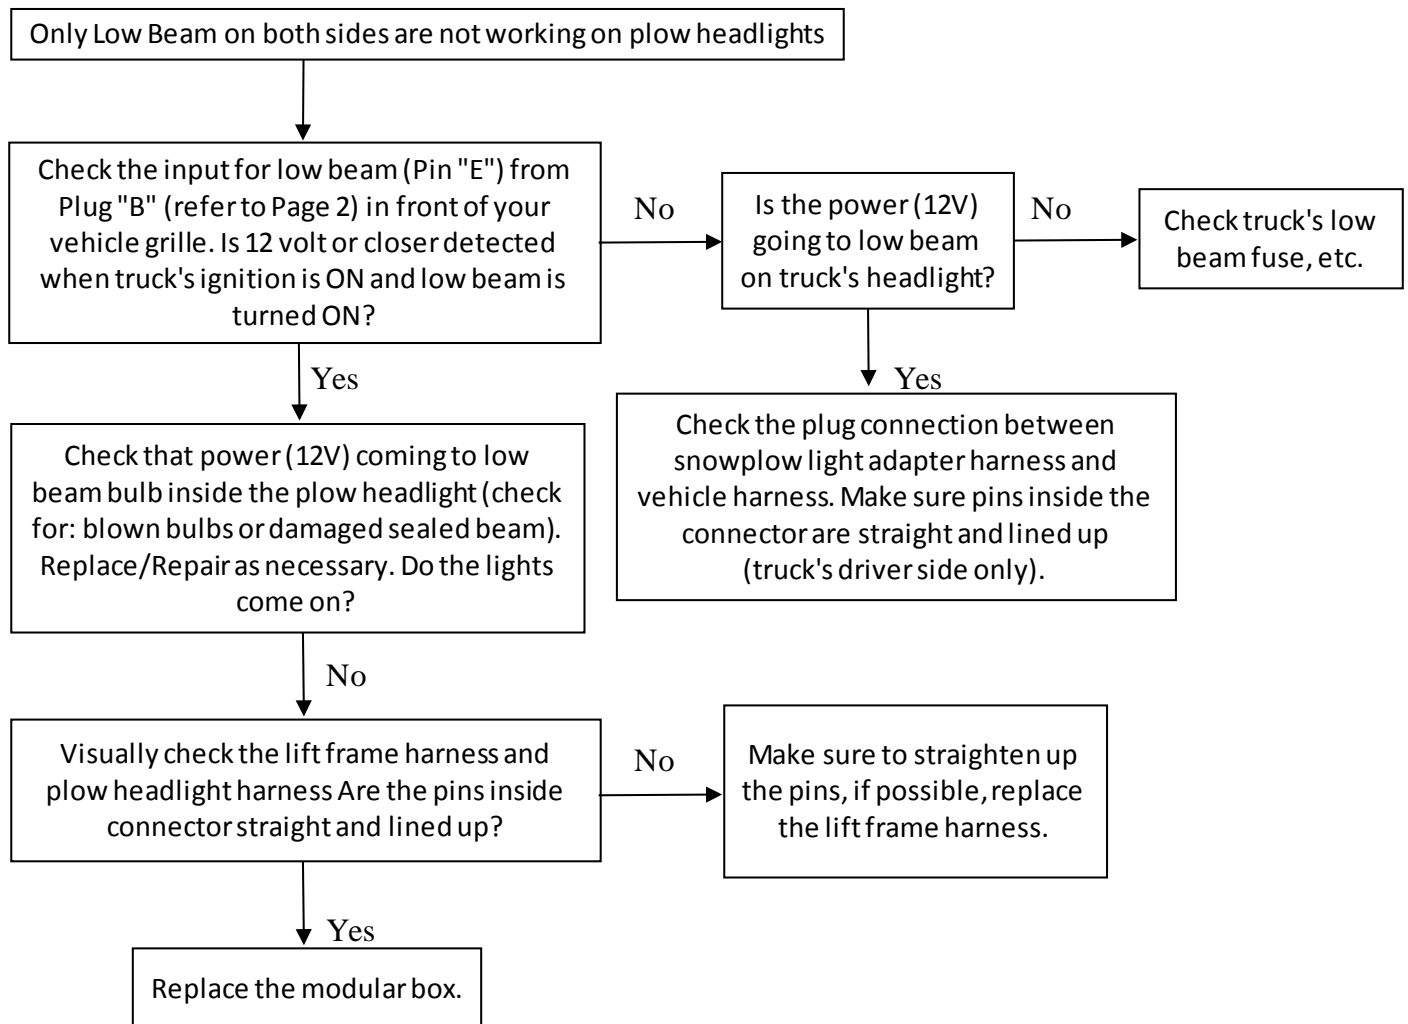 Only Low Beam on both sides are not working on plow headlights
Check the input for low beam (Pin "E") from
Plug "B" (refer to Page 2) in front of your
vehicle grille. Is 12 volt or closer detected
when truck's ignition is ON and low beam is
turned ON?
No
Is the power (12V)
going to low beam
on truck's headlight?
No
Check truck's low
beam fuse, etc.
Yes
Yes
Check that power (12V) coming to low
beam bulb inside the plow headlight (check
for: blown bulbs or damaged sealed beam).
Replace/Repair as necessary. Do the lights
come on?
Check the plug connection between
snowplow light adapter harness and
vehicle harness. Make sure pins inside the
connector are straight and lined up
(truck's driver side only).
No
Visually check the lift frame harness and
plow headlight harness Are the pins inside
connector straight and lined up?
No
Make sure to straighten up
the pins, if possible, replace
the lift frame harness.
Yes
Replace the modular box.